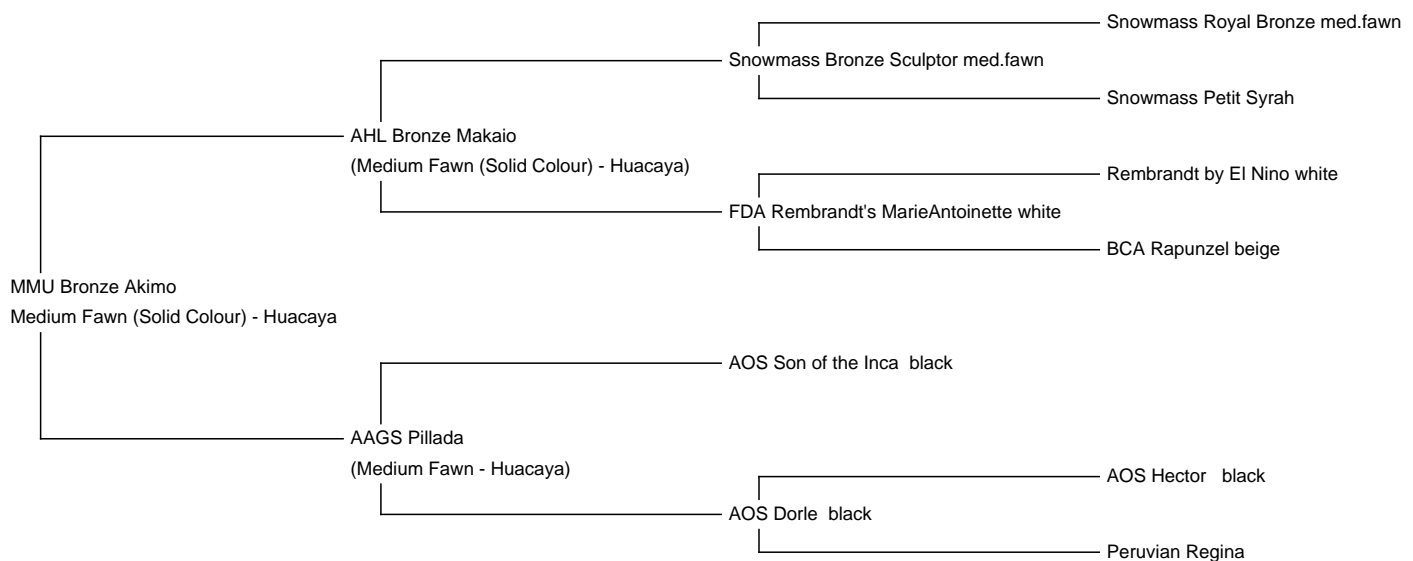 Snowmass Royal Bronze med.fawn
Snowmass Bronze Sculptor med.fawn
Snowmass Petit Syrah
AHL Bronze Makaio
(Medium Fawn (Solid Colour) - Huacaya)
Rembrandt by El Nino white
FDA Rembrandt's MarieAntoinette white
BCA Rapunzel beige
MMU Bronze Akimo
Medium Fawn (Solid Colour) - Huacaya
AOS Son of the Inca  black
AAGS Pillada
(Medium Fawn - Huacaya)
AOS Hector   black
AOS Dorle  black
Peruvian Regina